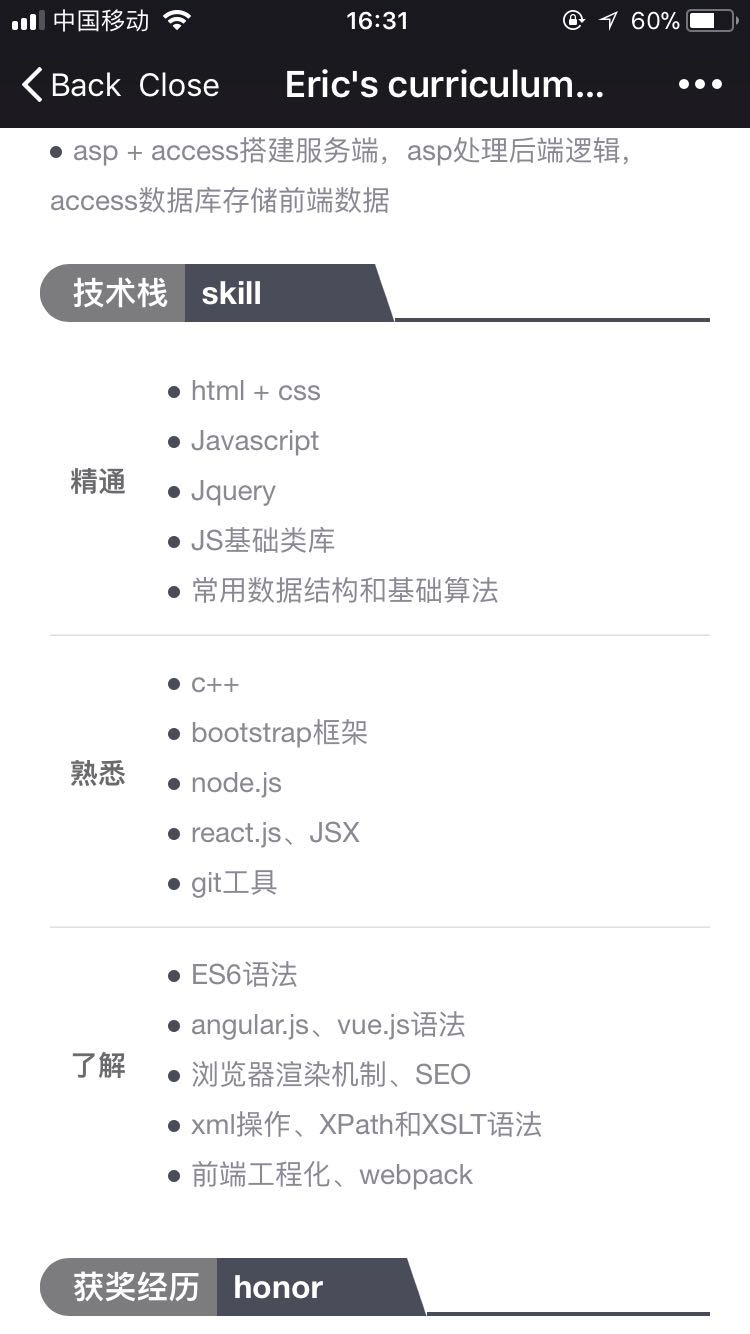 中国移动 16:31 60%
Back Close Eric's curriculum...
asp + access搭建服务端，asp处理后端逻辑，
access数据库存储前端数据
技术栈 skill
精通
html + css
Javascript
Jquery
JS基础类库
常用数据结构和基础算法
熟悉
c++
bootstrap框架
node.js
react.js、JSX
git工具
了解
ES6语法
angular.js、vue.js语法
浏览器渲染机制、SEO
xml操作、XPath和XSLT语法
前端工程化、webpack
获奖经历 honor